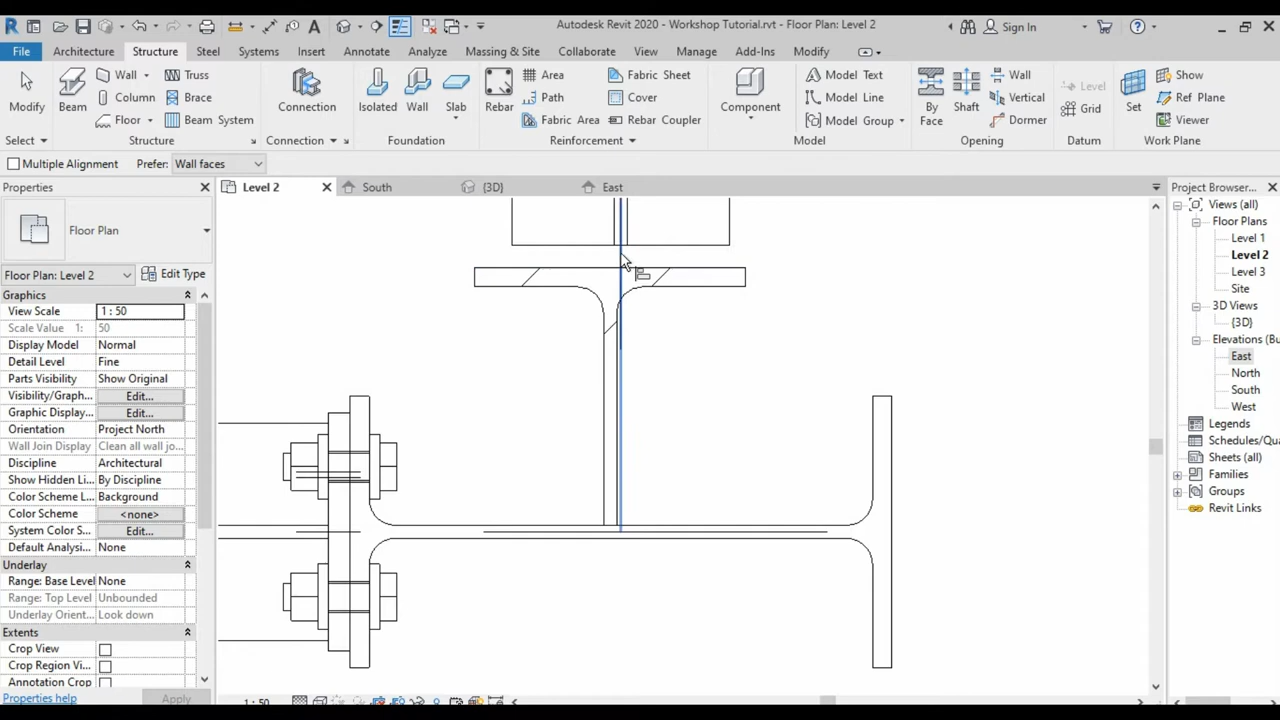 Autodesk Revit 2020 - Workshop Tutorial.rvt - Floor Plan: Level 2
Sign In
File Architecture Structure Steel Systems Insert Annotate Analyze Massing & Site Collaborate View Manage Add-Ins Modify
Modify
Beam
Wall
Column
Floor
Truss
Brace
Beam System
Connection
Isolated
Wall
Slab
Rebar
Area
Path
Fabric Area
Fabric Sheet
Cover
Rebar Coupler
Component
Model Text
Model Line
Model Group
By
Face
Shaft
Wall
Vertical
Dormer
Level
Grid
Set
Show
Ref Plane
Viewer
Select
Structure
Connection
Foundation
Reinforcement
Model
Opening
Datum
Work Plane
Multiple Alignment Prefer: Wall faces
Properties
Level 2
South
{3D}
East
Project Browser...
Floor Plan
Floor Plan: Level 2 Edit Type
Graphics
View Scale 1 : 50
Scale Value 1: 50
Display Model Normal
Detail Level Fine
Parts Visibility Show Original
Visibility/Graph... Edit...
Graphic Display... Edit...
Orientation Project North
Wall Join Display Clean all wall jo...
Discipline Architectural
Show Hidden Li... By Discipline
Color Scheme L... Background
Color Scheme <none>
System Color S... Edit...
Default Analysi... None
Underlay
Range: Base Level None
Range: Top Level Unbounded
Underlay Orient... Look down
Extents
Crop View
Crop Region Vi...
Properties help Apply
1 : 50
Views (all)
Floor Plans
Level 1
Level 2
Level 3
Site
3D Views
{3D}
Elevations (Bu
East
North
South
West
Legends
Schedules/Qua
Sheets (all)
Families
Groups
Revit Links